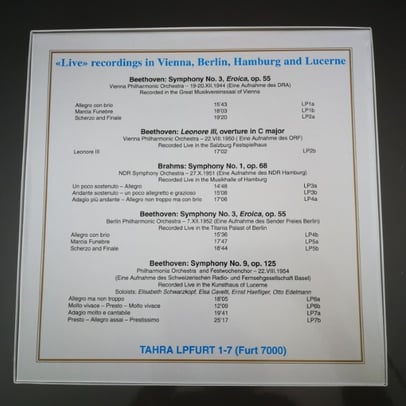 «Live» recordings in Vienna, Berlin, Hamburg and Lucerne
Beethoven: Symphony No. 3, Eroica, op. 55
Vienna Philharmonic Orchestra - 19-20.XII.1944 (Eine Aufnahme des DRA)
Recorded in the Great Musikvereinssaal of Vienna
Allegro con brio 15'43 LP1a
Marcia Funèbre 18'03 LP1b
Scherzo and Finale 19'20 LP2a
Beethoven: Leonore III, overture in C major
Vienna Philharmonic Orchestra - 22.VIII.1950 ( Eine Aufnahme des ORF)
Recorded Live in the Salzburg Festspielhaus
Leonore III 17'02 LP2b
Brahms: Symphony No. 1, op. 68
NDR Symphony Orchestra - 27.X.1951 (Eine Aufnahme des NDR Hamburg)
Recorded Live in the Musikhalle of Hamburg
Un poco sostenuto – Allegro 14'48 LP3a
Andante sostenuto - un poco allegretto e grazioso 15'08 LP3b
Adagio più andante – Allegro non troppo ma con brio 17'06 LP4a
Beethoven: Symphony No. 3, Eroica, op. 55
Berlin Philharmonic Orchestra – 7.XII.1952 (Eine Aufnahme des Sender Freies Berlin)
Recorded Live in the Titania Palast of Berlin
Allegro con brio 15'36 LP4b
Marcia Funèbre 17'47 LP5a
Scherzo and Finale 18'44 LP5b
Beethoven: Symphony No. 9, op. 125
Philharmonia Orchestra and Festwochenchor – 22.VIII.1954
(Eine Aufnahme des Schweizerischen Radio- und Fernsehgesellschaft Basel)
Recorded Live in the Kunsthaus of Lucerne
Soloists: Elisabeth Schwarzkopf, Elsa Cavelti, Ernst Haefliger, Otto Edelmann
Allegro ma non troppo 18'05 LP6a
Molto vivace – Presto – Molto vivace 12'09 LP6b
Adagio molto e cantabile 19'41 LP7a
Presto – Allegro assai – Prestissimo 25'17 LP7b
TAHRA LPFURT 1-7 (Furt 7000)